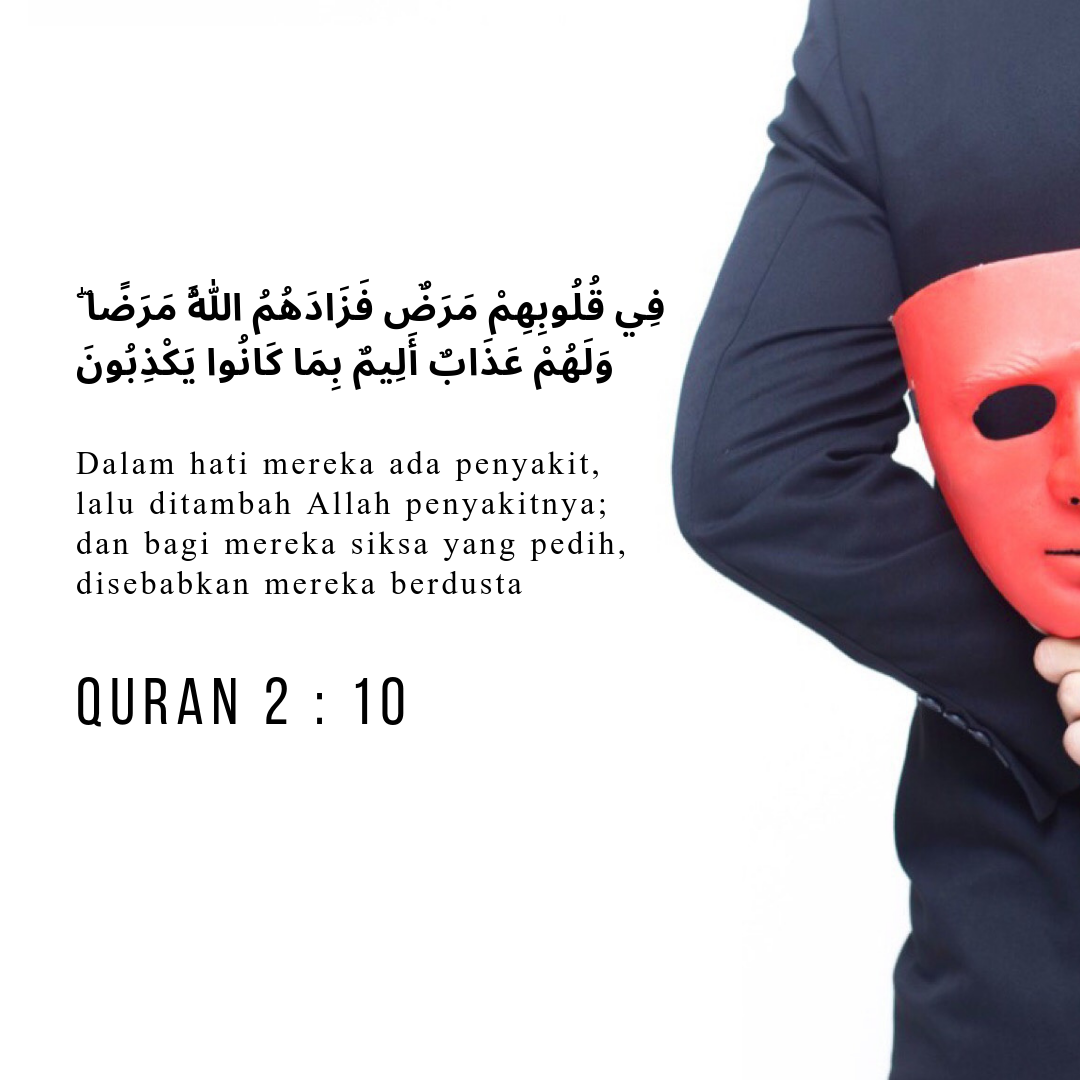 فِي قُلُوبِهِمْ مَرَضٌ فَزَادَهُمُ اللَّهُ مَرَضًا ۖ
وَلَهُمْ عَذَابٌ أَلِيمٌ بِمَا كَانُوا يَكْذِبُونَ
Dalam hati mereka ada penyakit,
lalu ditambah Allah penyakitnya;
dan bagi mereka siksa yang pedih,
disebabkan mereka berdusta
QURAN 2 : 10